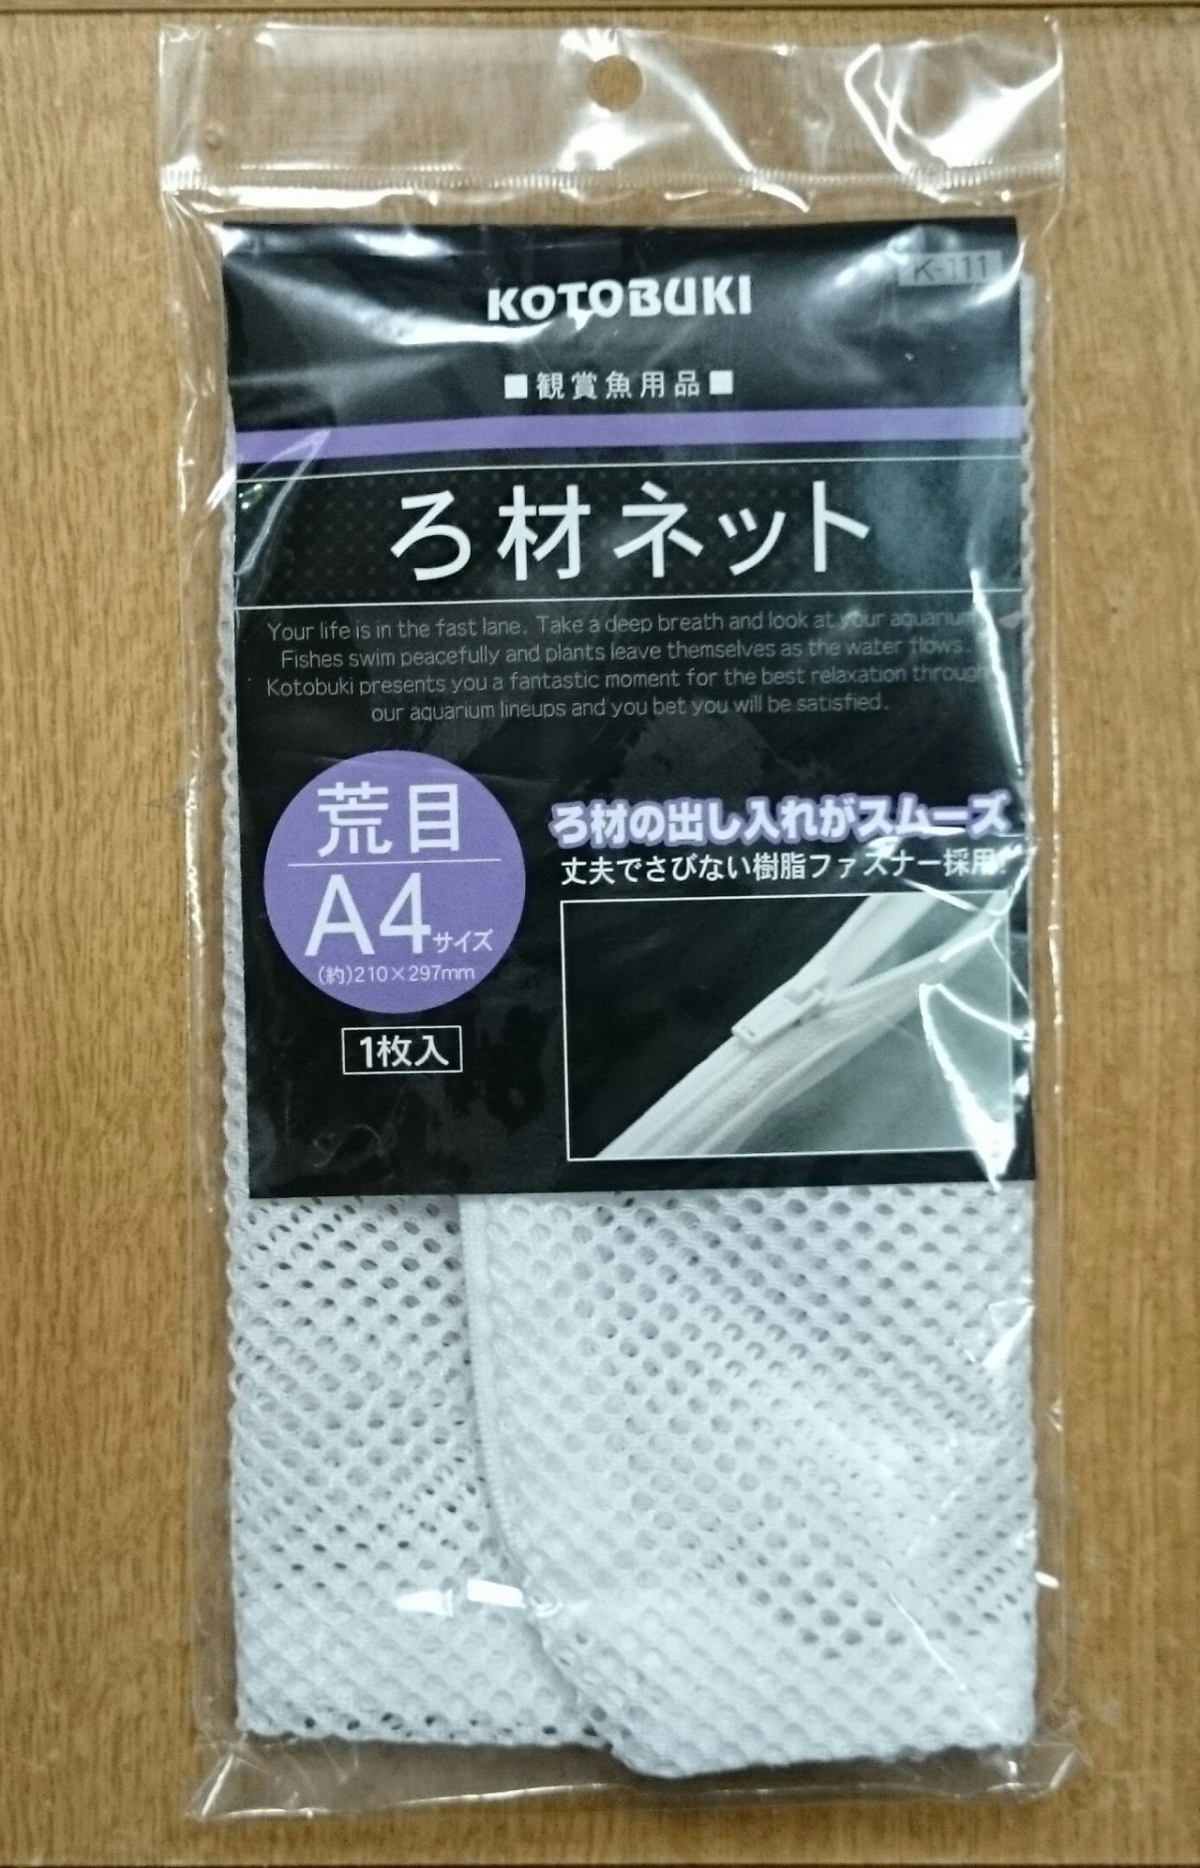 K-111
KOTOBUKI
■観賞魚用品■
ろ材ネット
Your life is in the fast lane. Take a deep breath and look at your aquarium
Fishes swim peacefully and plants leave themselves as the water flows.
Kotobuki presents you a fantastic moment for the best relaxation through
our aquarium lineups and you bet you will be satisfied.
荒目
A4サイズ
(約)210×297mm
1枚入
ろ材の出し入れがスムーズ
丈夫でさびない樹脂ファスナー採用!